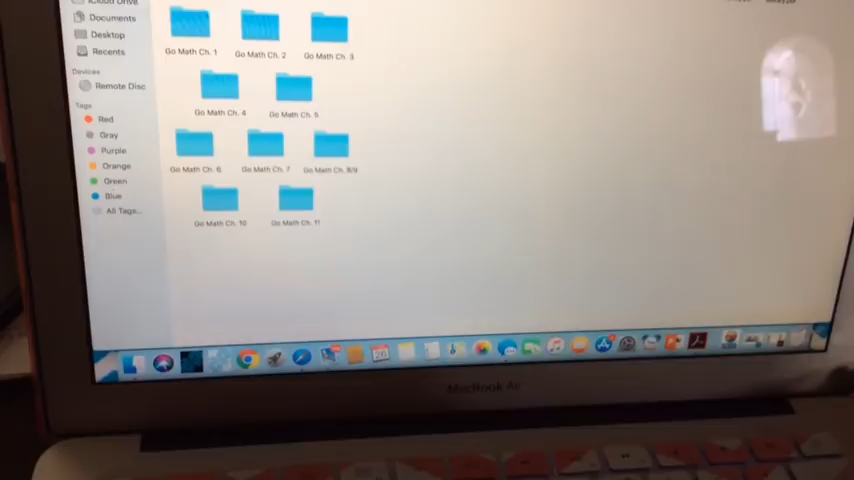 iCloud Drive
Documents
Desktop
Recents
Devices
Remote Disc
Tags
Red
Gray
Purple
Orange
Green
Blue
All Tags...
Go Math Ch. 1 Go Math Ch. 2 Go Math Ch. 3
Go Math Ch. 4 Go Math Ch. 5
Go Math Ch. 6 Go Math Ch. 7 Go Math Ch. 8/9
Go Math Ch. 10 Go Math Ch. 11
26
MacBook Air